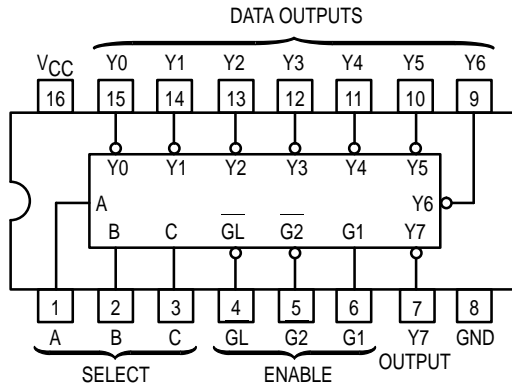 DATA OUTPUTS
VCC Y0 Y1 Y2 Y3 Y4 Y5 Y6
16 15 14 13 12 11 10 9
Y0 Y1 Y2 Y3 Y4 Y5
A Y6
B C GL G2 G1 Y7
1 2 3 4 5 6 7 8
A B C GL G2 G1 Y7 GND
OUTPUT
SELECT ENABLE